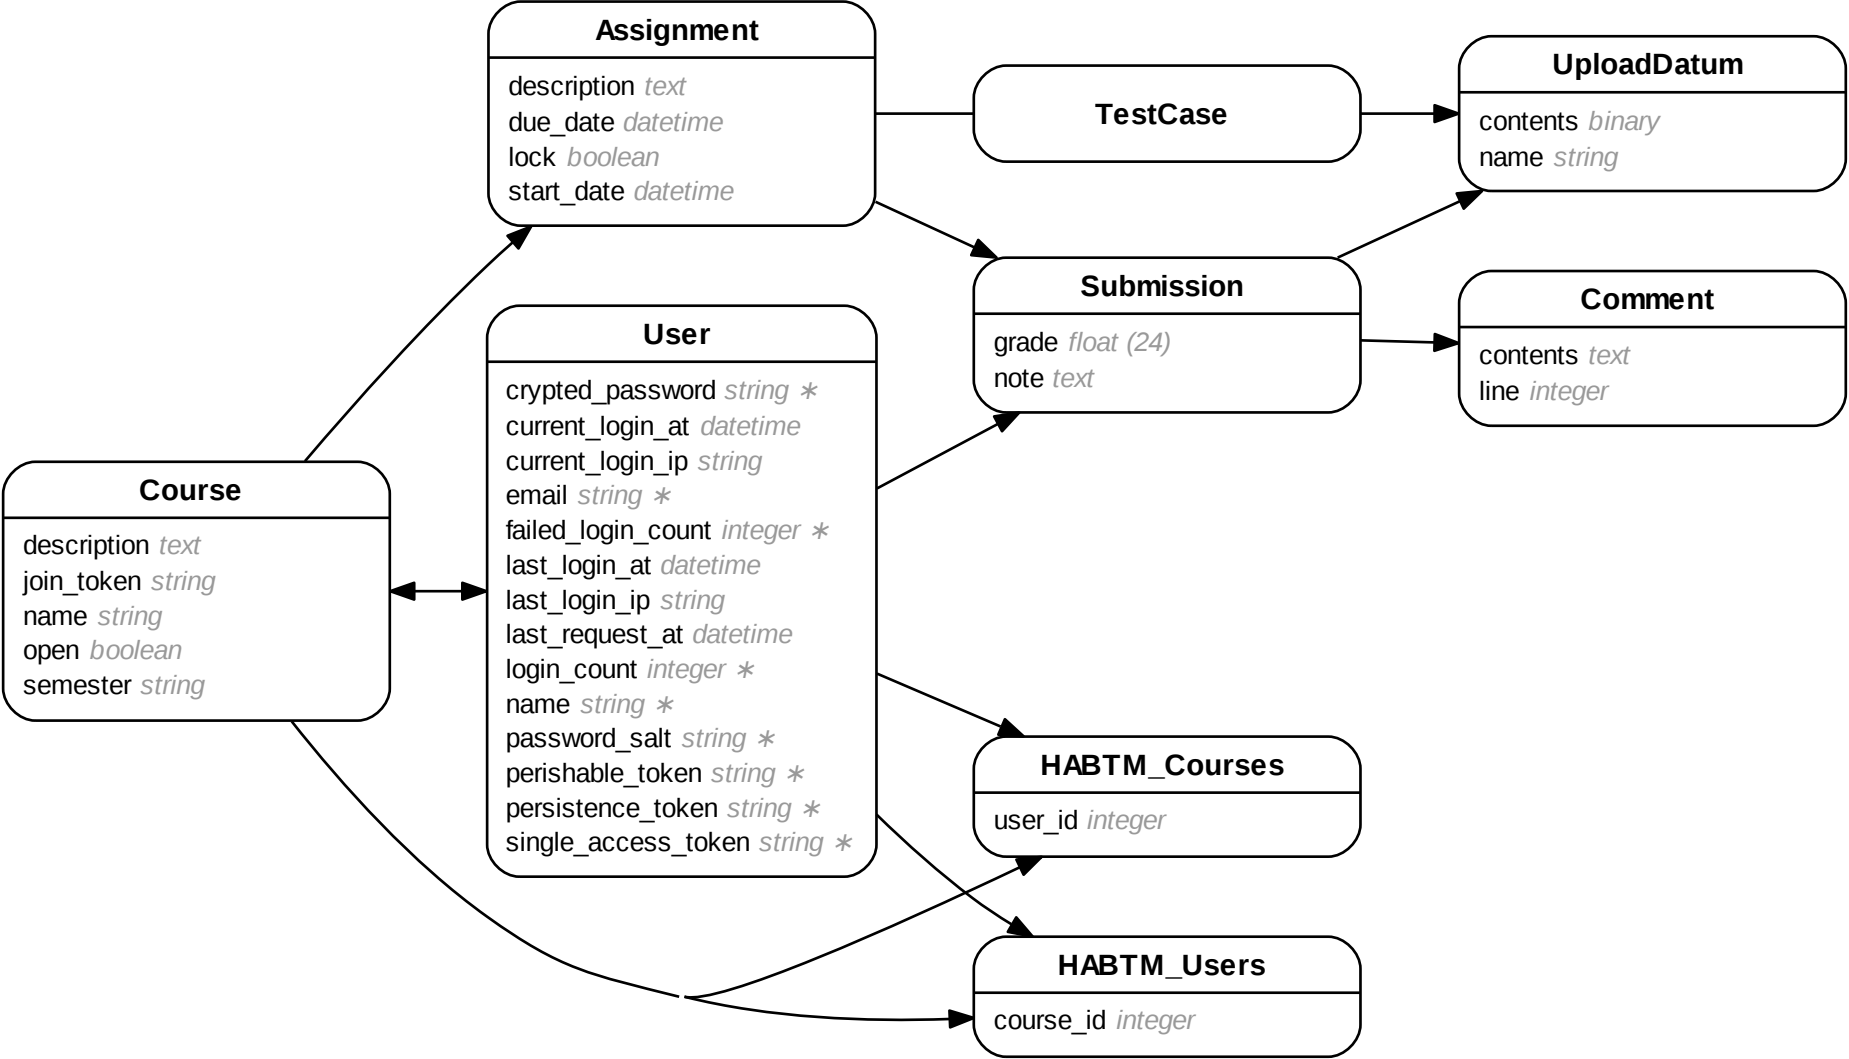 Assignment
description text
due_date datetime
lock boolean
start_date datetime
TestCase
UploadDatum
contents binary
name string
Submission
grade float (24)
note text
Comment
contents text
line integer
User
crypted_password string ∗
current_login_at datetime
current_login_ip string
email string ∗
failed_login_count integer ∗
last_login_at datetime
last_login_ip string
last_request_at datetime
login_count integer ∗
name string ∗
password_salt string ∗
perishable_token string ∗
persistence_token string ∗
single_access_token string ∗
Course
description text
join_token string
name string
open boolean
semester string
HABTM_Courses
user_id integer
HABTM_Users
course_id integer